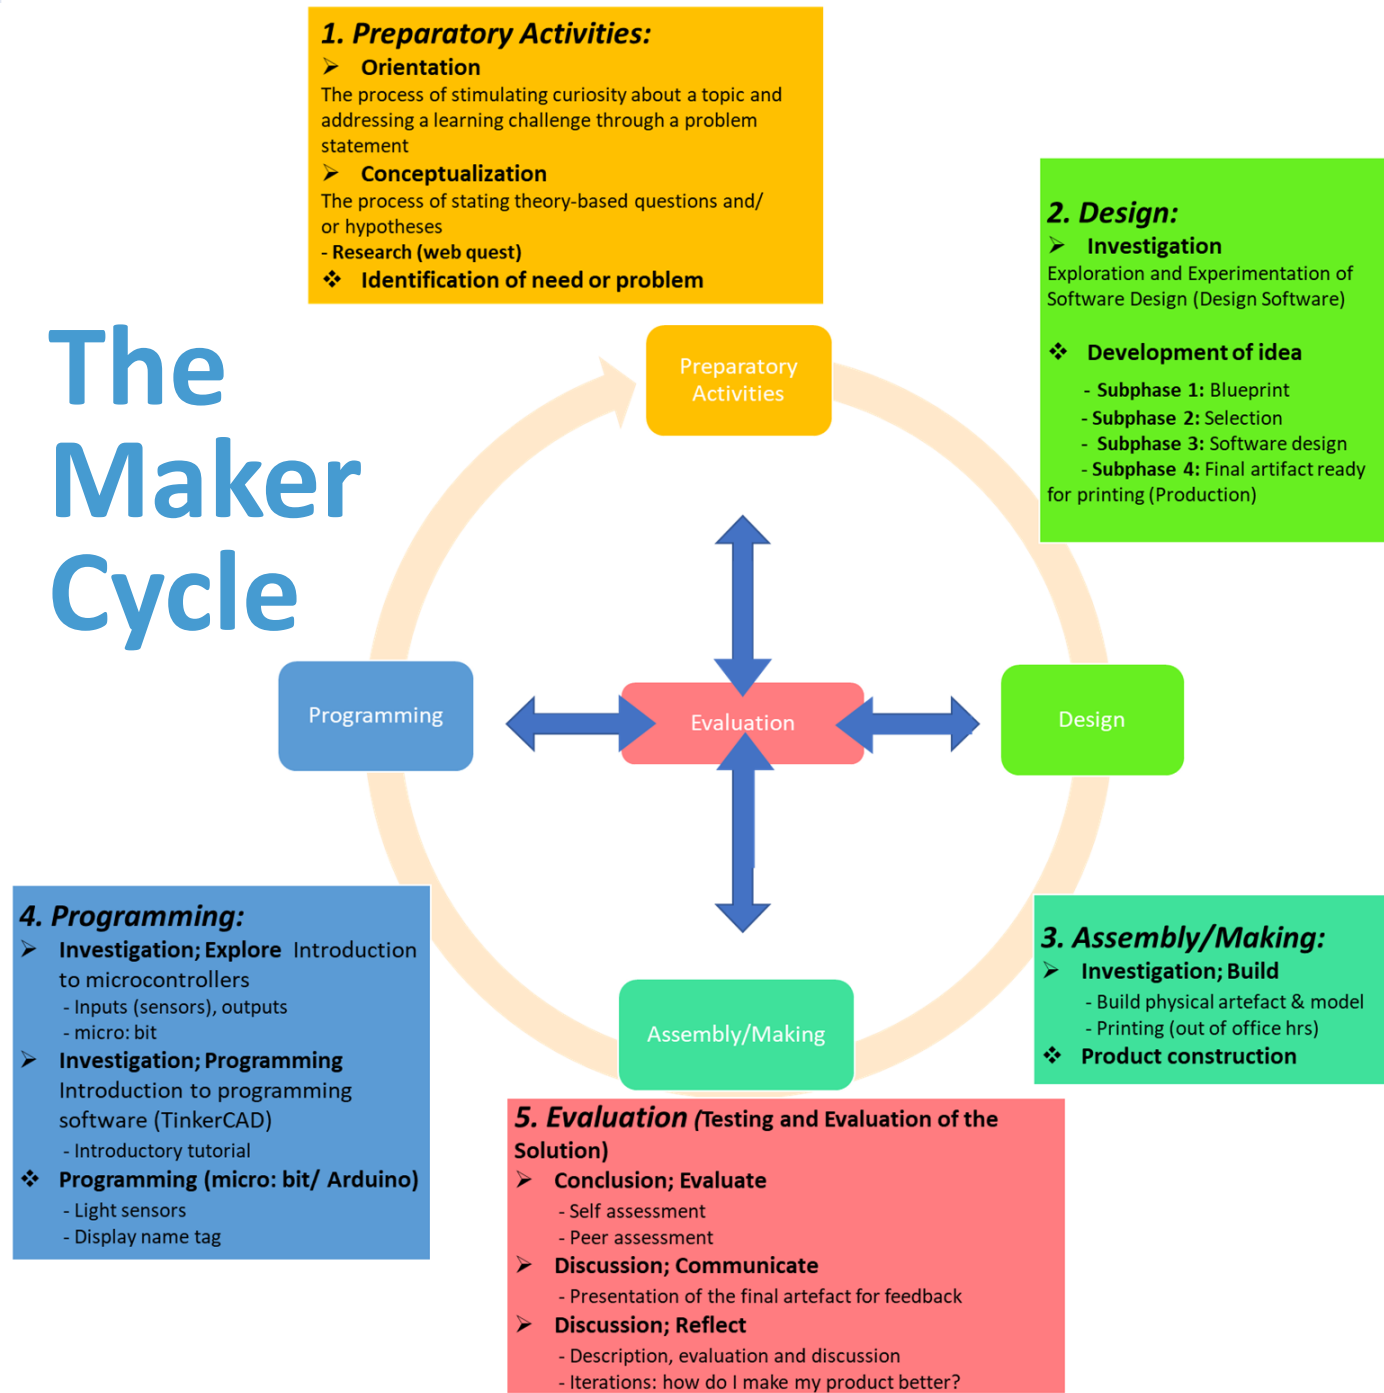 1. Preparatory Activities:
➢ Orientation
The process of stimulating curiosity about a topic and
addressing a learning challenge through a problem
statement
➢ Conceptualization
The process of stating theory-based questions and/
or hypotheses
- Research (web quest)
❖ Identification of need or problem
2. Design:
➢ Investigation
Exploration and Experimentation of
Software Design (Design Software)
❖ Development of idea
- Subphase 1: Blueprint
- Subphase 2: Selection
- Subphase 3: Software design
- Subphase 4: Final artifact ready
for printing (Production)
The
Maker
Cycle
Preparatory
Activities
Programming
Evaluation
Design
Assembly/Making
4. Programming:
➢ Investigation; Explore Introduction
to microcontrollers
- Inputs (sensors), outputs
- micro: bit
➢ Investigation; Programming
Introduction to programming
software (TinkerCAD)
- Introductory tutorial
❖ Programming (micro: bit/ Arduino)
- Light sensors
- Display name tag
3. Assembly/Making:
➢ Investigation; Build
- Build physical artefact & model
- Printing (out of office hrs)
❖ Product construction
5. Evaluation (Testing and Evaluation of the
Solution)
➢ Conclusion; Evaluate
- Self assessment
- Peer assessment
➢ Discussion; Communicate
- Presentation of the final artefact for feedback
➢ Discussion; Reflect
- Description, evaluation and discussion
- Iterations: how do I make my product better?